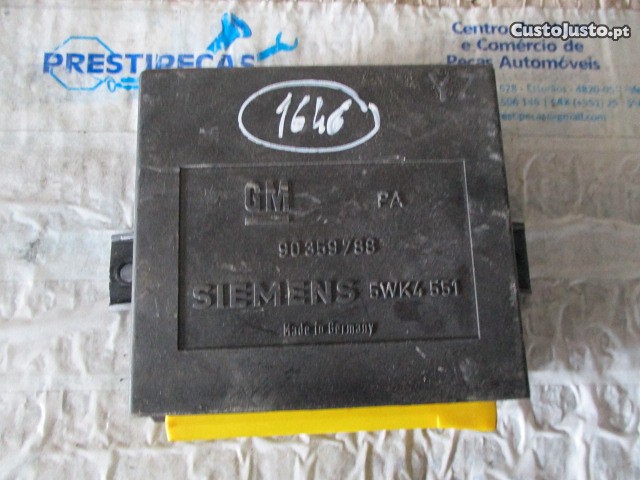 CustoJusto.pt
PRESTIPEÇAS
Centro
e Comércio de
Peças Automóveis
1646
GM PA
90 359 788
SIEMENS 5WK4 551
Made in Germany